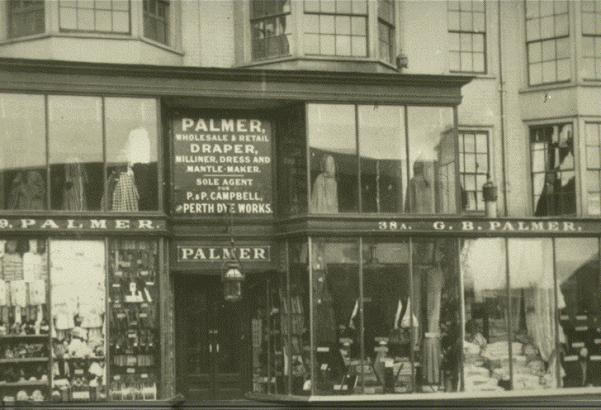 PALMER,
WHOLESALE & RETAIL
DRAPER,
MILLINER, DRESS AND
MANTLE-MAKER.
SOLE AGENT
FOR
P. & P. CAMPBELL,
PERTH DYE WORKS.
9. PALMER.
38A. G. B. PALMER.
PALMER